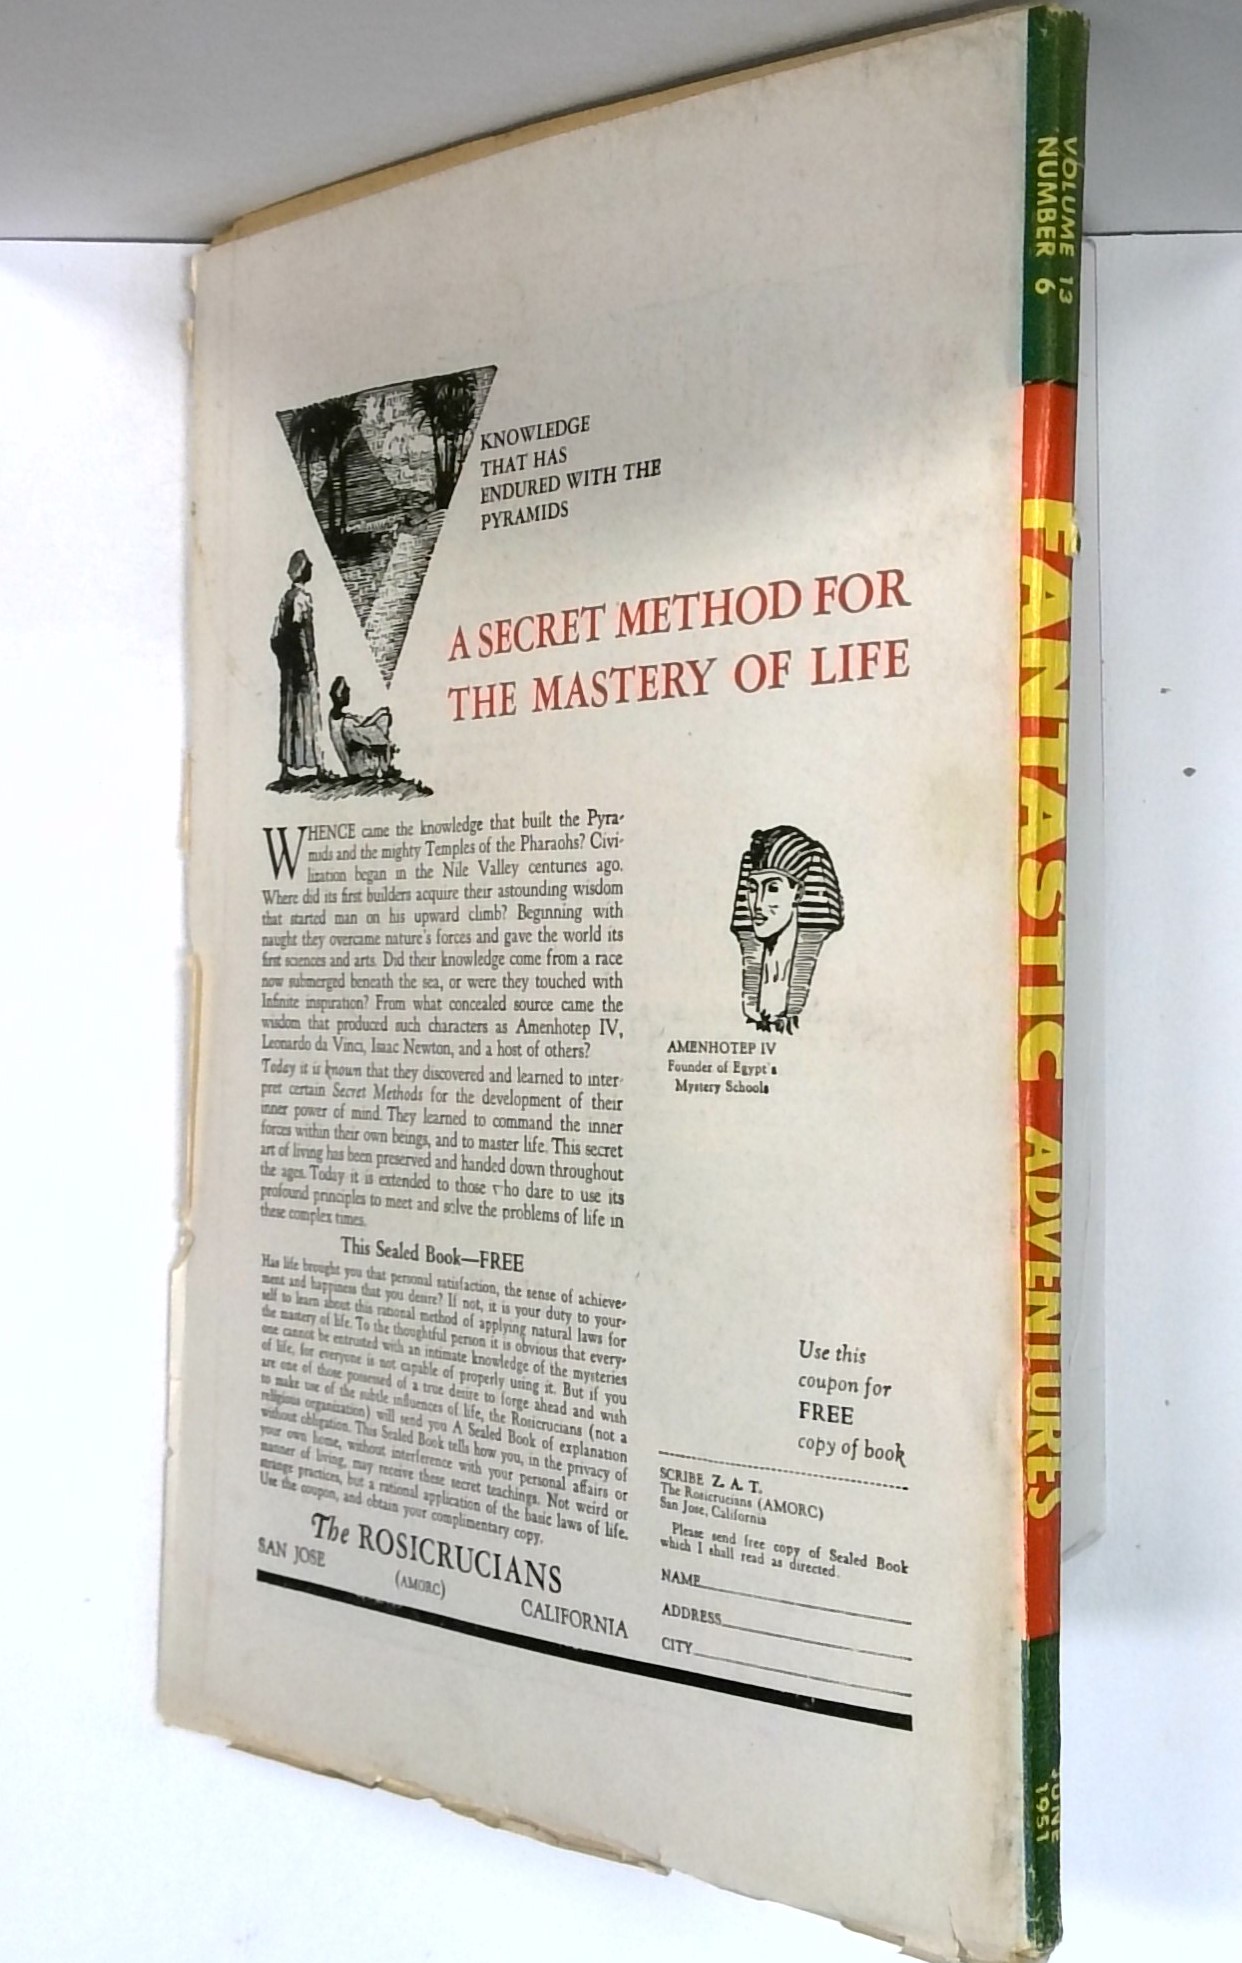 KNOWLEDGE
THAT HAS
ENDURED WITH THE
PYRAMIDS
A SECRET METHOD FOR
THE MASTERY OF LIFE
WHENCE came the knowledge that built the Pyra-
mids and the mighty Temples of the Pharaohs? Civi-
lization began in the Nile Valley centuries ago.
Where did its first builders acquire their astounding wisdom
that started man on his upward climb? Beginning with
naught they overcame nature's forces and gave the world its
first sciences and arts. Did their knowledge come from a race
now submerged beneath the sea, or were they touched with
Infinite inspiration? From what concealed source came the
wisdom that produced such characters as Amenhotep IV,
Leonardo da Vinci, Isaac Newton, and a host of others?
Today it is known that they discovered and learned to inter-
pret certain Secret Methods for the development of their
inner power of mind. They learned to command the inner
forces within their own beings, and to master life. This secret
art of living has been preserved and handed down throughout
the ages. Today it is extended to those who dare to use its
profound principles to meet and solve the problems of life in
these complex times.
This Sealed Book—FREE
Has life brought you that personal satisfaction, the sense of achieve-
ment and happiness that you desire? If not, it is your duty to your-
self to learn about this rational method of applying natural laws for
the mastery of life. To the thoughtful person it is obvious that every-
one cannot be entrusted with an intimate knowledge of the mysteries
of life, for everyone is not capable of properly using it. But if you
are one of those possessed of a true desire to forge ahead and wish
to make use of the subtle influences of life, the Rosicrucians (not a
religious organization) will send you A Sealed Book of explanation
without obligation. This Sealed Book tells how you, in the privacy of
your own home, without interference with your personal affairs or
manner of living, may receive these secret teachings. Not weird or
strange practices, but a rational application of the basic laws of life.
Use the coupon, and obtain your complimentary copy.
The ROSICRUCIANS
SAN JOSE
(AMORC)
CALIFORNIA
AMENHOTEP IV
Founder of Egypt's
Mystery Schools
Use this
coupon for
FREE
copy of book
SCRIBE Z. A. T.
The Rosicrucians (AMORC)
San Jose, California
Please send free copy of Sealed Book
which I shall read as directed.
NAME
ADDRESS
CITY
VOLUME 13
NUMBER 6
FANTASTIC ADVENTURES
JUNE
1951